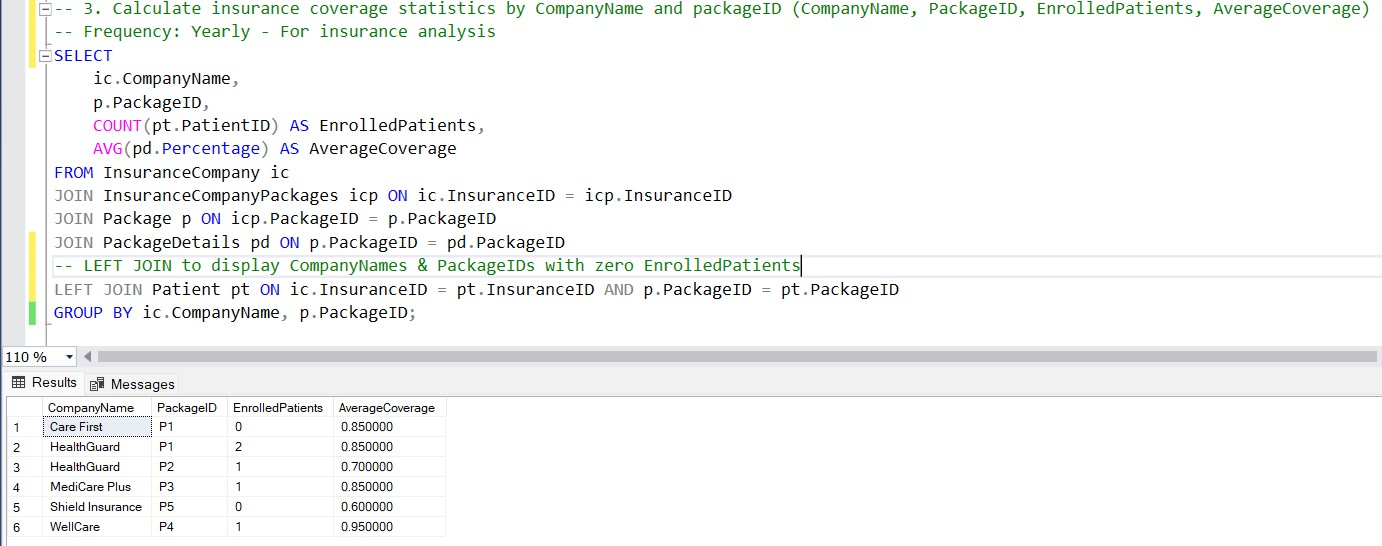 -- 3. Calculate insurance coverage statistics by CompanyName and packageID (CompanyName, PackageID, EnrolledPatients, AverageCoverage)
-- Frequency: Yearly - For insurance analysis
SELECT
ic.CompanyName,
p.PackageID,
COUNT(pt.PatientID) AS EnrolledPatients,
AVG(pd.Percentage) AS AverageCoverage
FROM InsuranceCompany ic
JOIN InsuranceCompanyPackages icp ON ic.InsuranceID = icp.InsuranceID
JOIN Package p ON icp.PackageID = p.PackageID
JOIN PackageDetails pd ON p.PackageID = pd.PackageID
-- LEFT JOIN to display CompanyNames & PackageIDs with zero EnrolledPatients
LEFT JOIN Patient pt ON ic.InsuranceID = pt.InsuranceID AND p.PackageID = pt.PackageID
GROUP BY ic.CompanyName, p.PackageID;
110 %
Results Messages
CompanyName PackageID EnrolledPatients AverageCoverage
1 Care First P1 0 0.850000
2 HealthGuard P1 2 0.850000
3 HealthGuard P2 1 0.700000
4 MediCare Plus P3 1 0.850000
5 Shield Insurance P5 0 0.600000
6 WellCare P4 1 0.950000